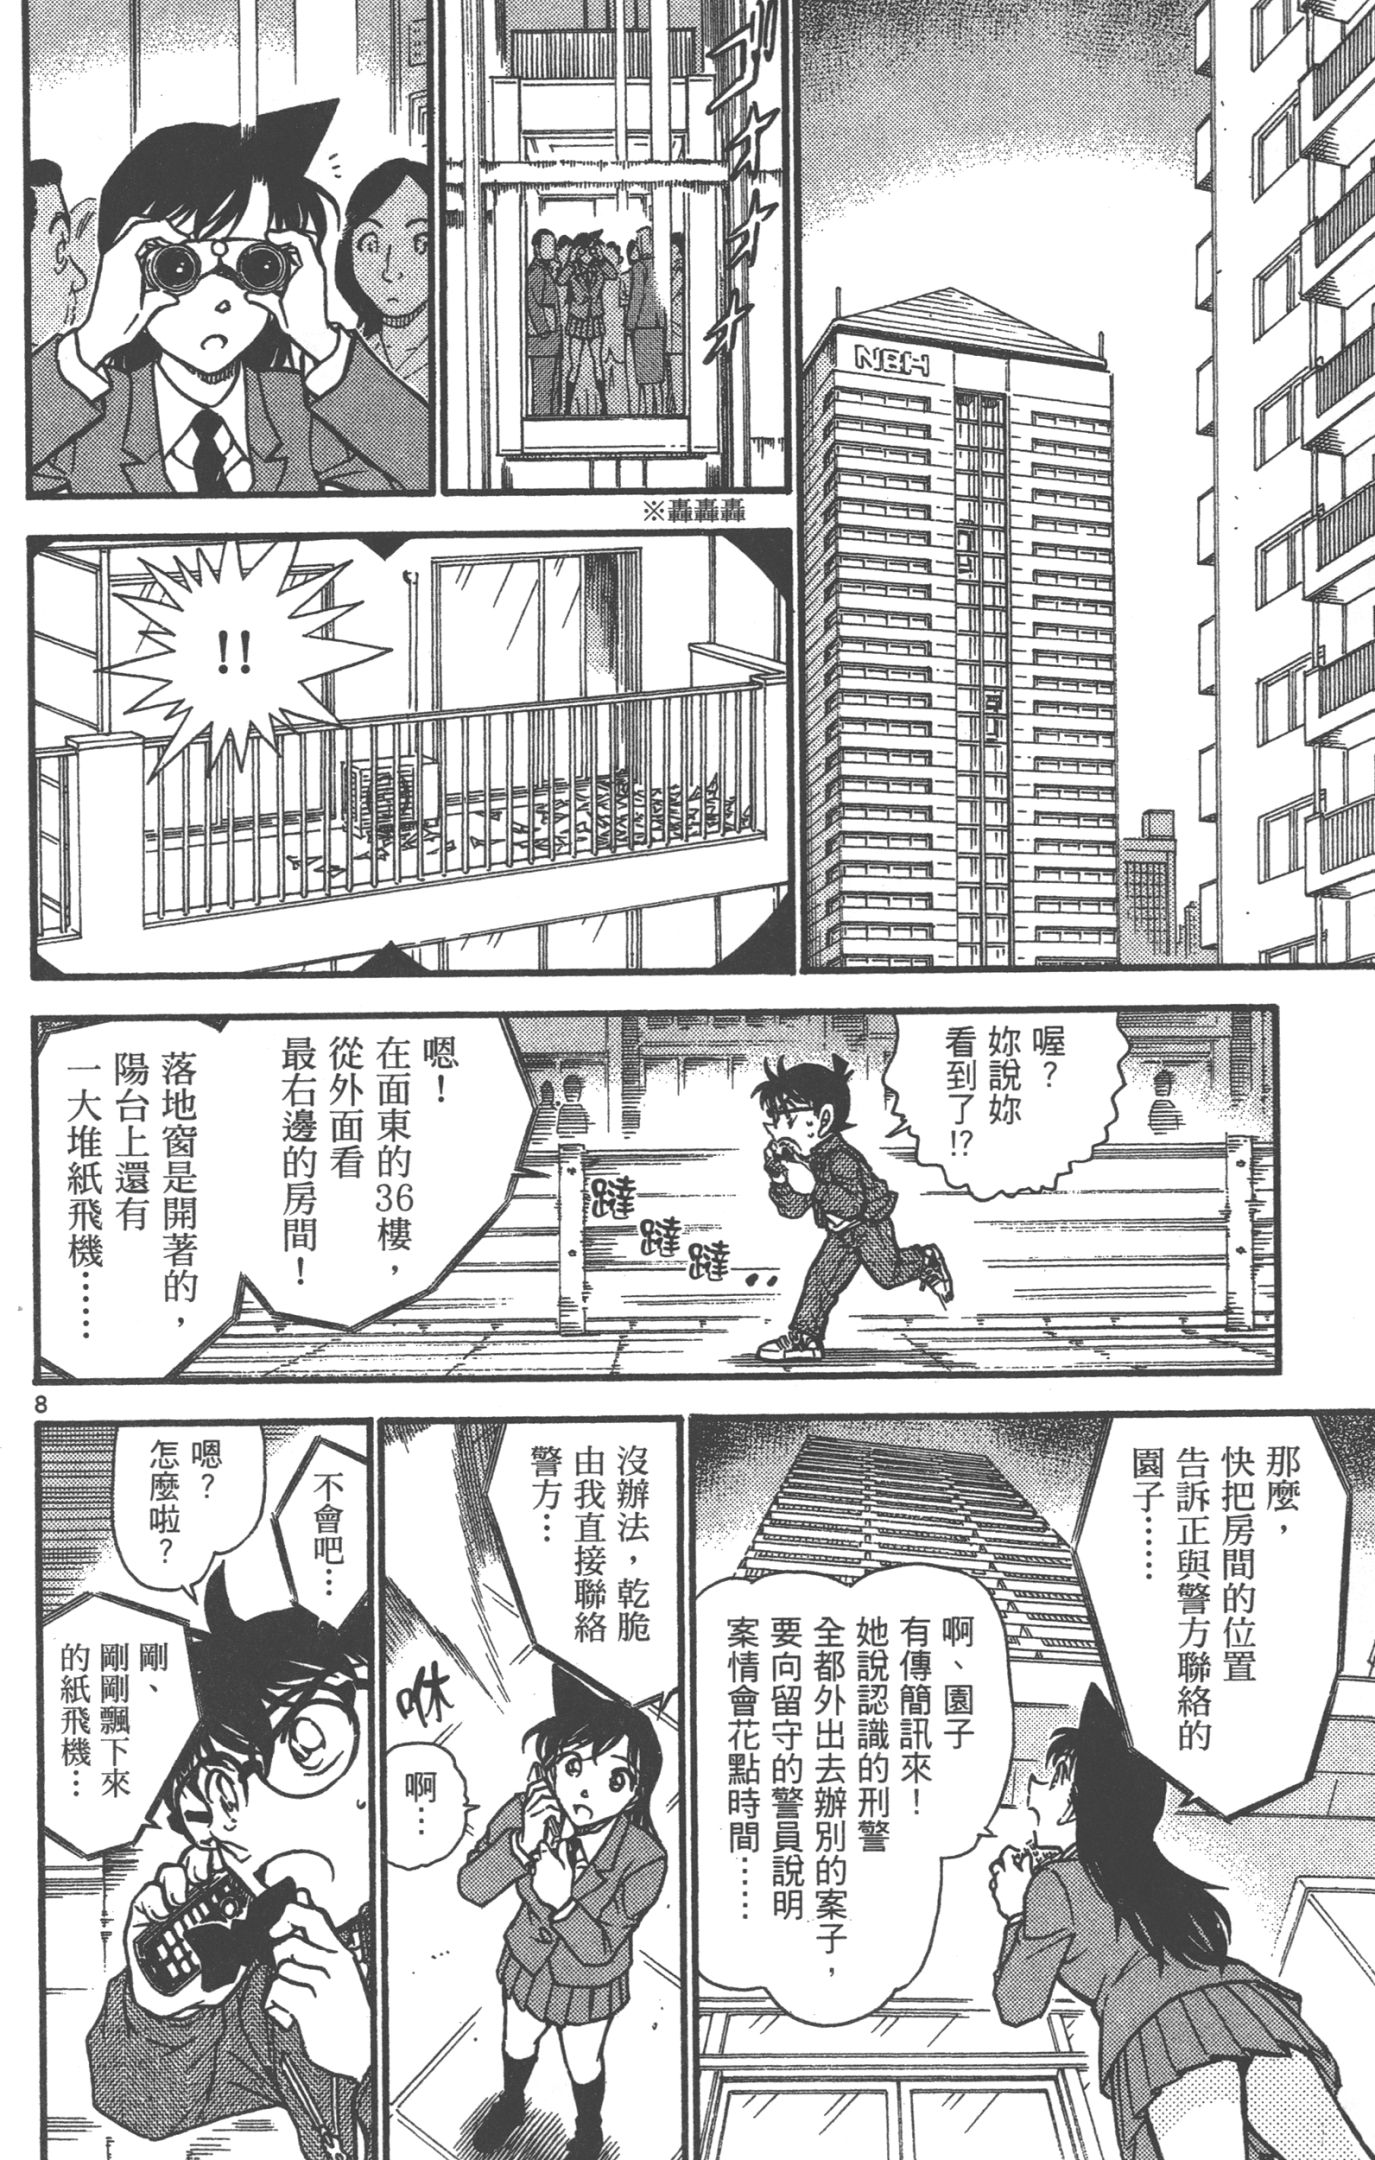 NBH
ゴオオオオ
※轟轟轟
!!
喔？
妳說妳
看到了!?
躂
躂
躂
嗯！
在面東的36樓，
從外面看
最右邊的房間！
落地窗是開著的，
陽台上還有
一大堆紙飛機……
8
那麼，
快把房間的位置
告訴正與警方聯絡的
園子……
啊、園子
有傳簡訊來！
她說認識的刑警
全都外出去辦別的案子，
要向留守的警員說明
案情會花點時間……
沒辦法，乾脆
由我直接聯絡
警方…
咻
啊…
不會吧…
嗯？
怎麼啦？
剛、
剛剛飄下來
的紙飛機…